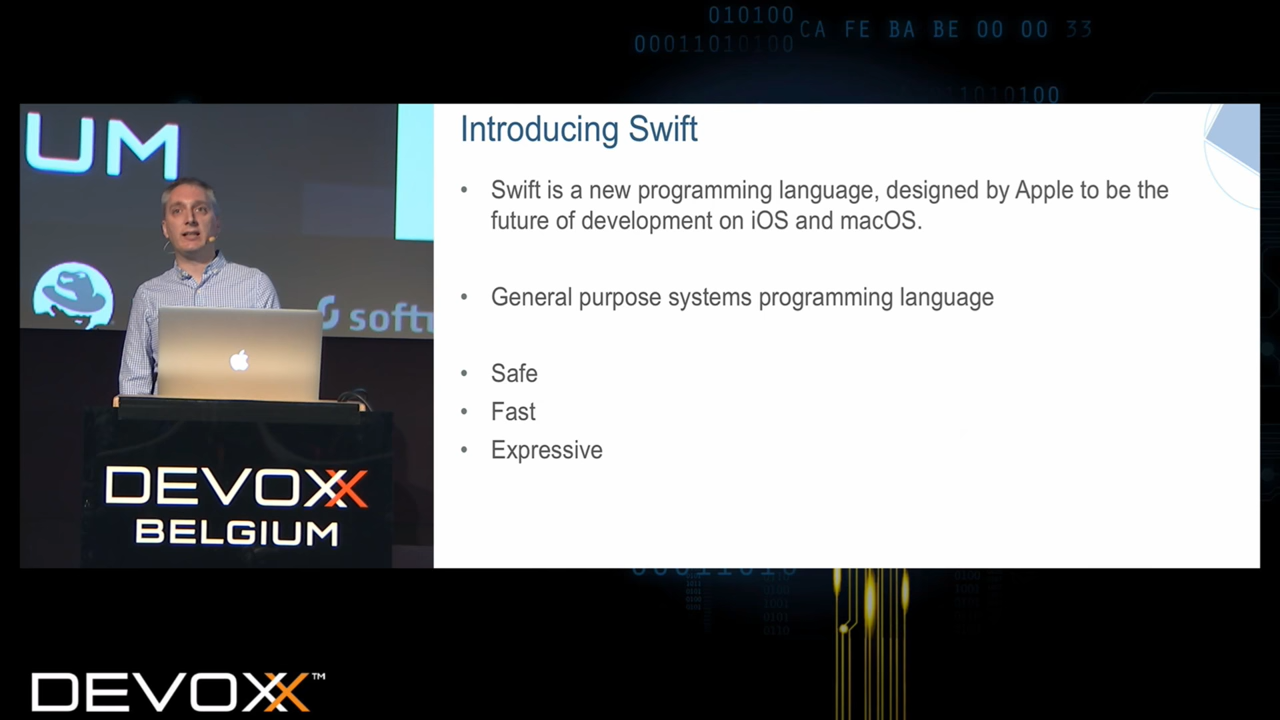 010100
00011010100
CA FE BA BE 00 00 33
1010100
UM
softw
DEVOXX
BELGIUM
Introducing Swift
• Swift is a new programming language, designed by Apple to be the
future of development on iOS and macOS.
• General purpose systems programming language
• Safe
• Fast
• Expressive
DEVOXX™